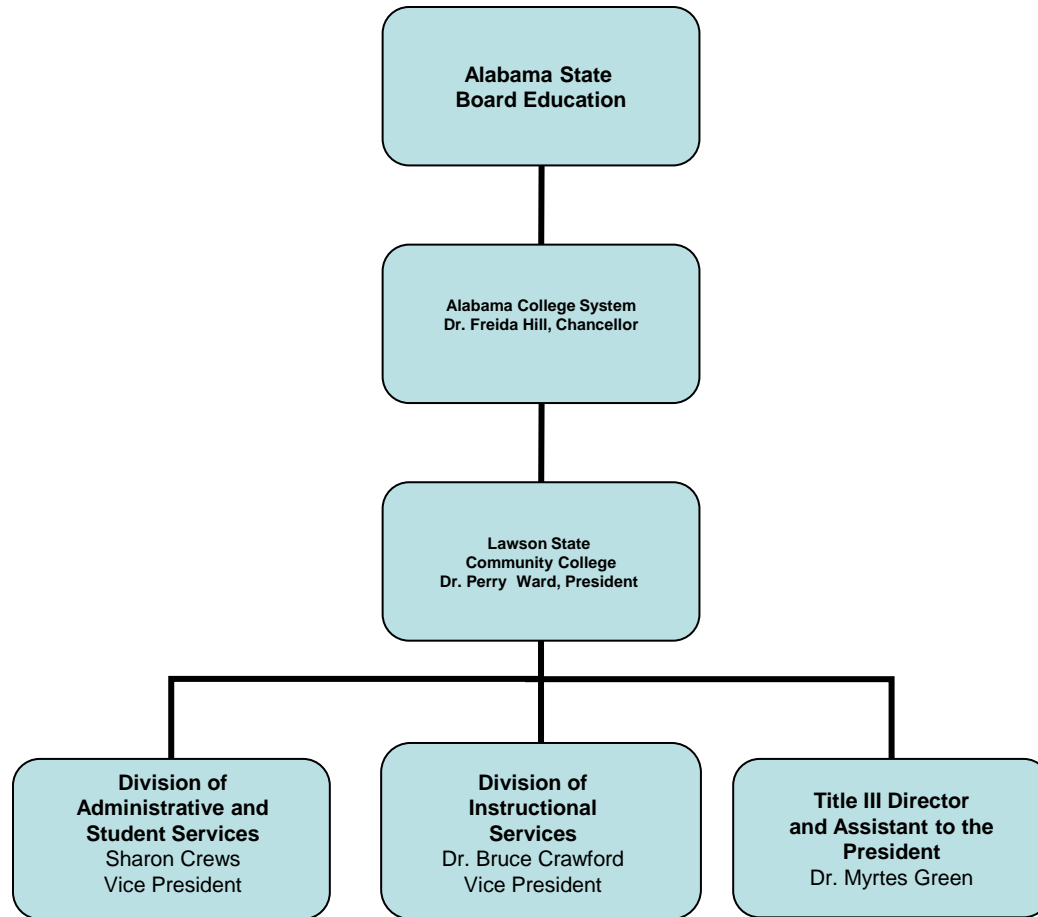 Alabama State
Board Education
Alabama College System
Dr. Freida Hill, Chancellor
Lawson State
Community College
Dr. Perry  Ward, President
Division of
Administrative and
Student Services
Sharon Crews
Vice President
Division of
Instructional
Services
Dr. Bruce Crawford
Vice President
Title III Director
and Assistant to the
President
Dr. Myrtes Green